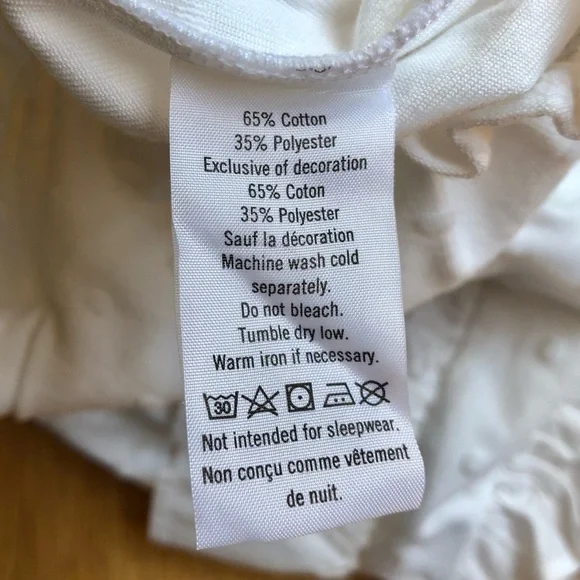 65% Cotton
35% Polyester
Exclusive of decoration
65% Coton
35% Polyester
Sauf la décoration
Machine wash cold
separately.
Do not bleach.
Tumble dry low.
Warm iron if necessary.
30
Not intended for sleepwear.
Non conçu comme vêtement
de nuit.